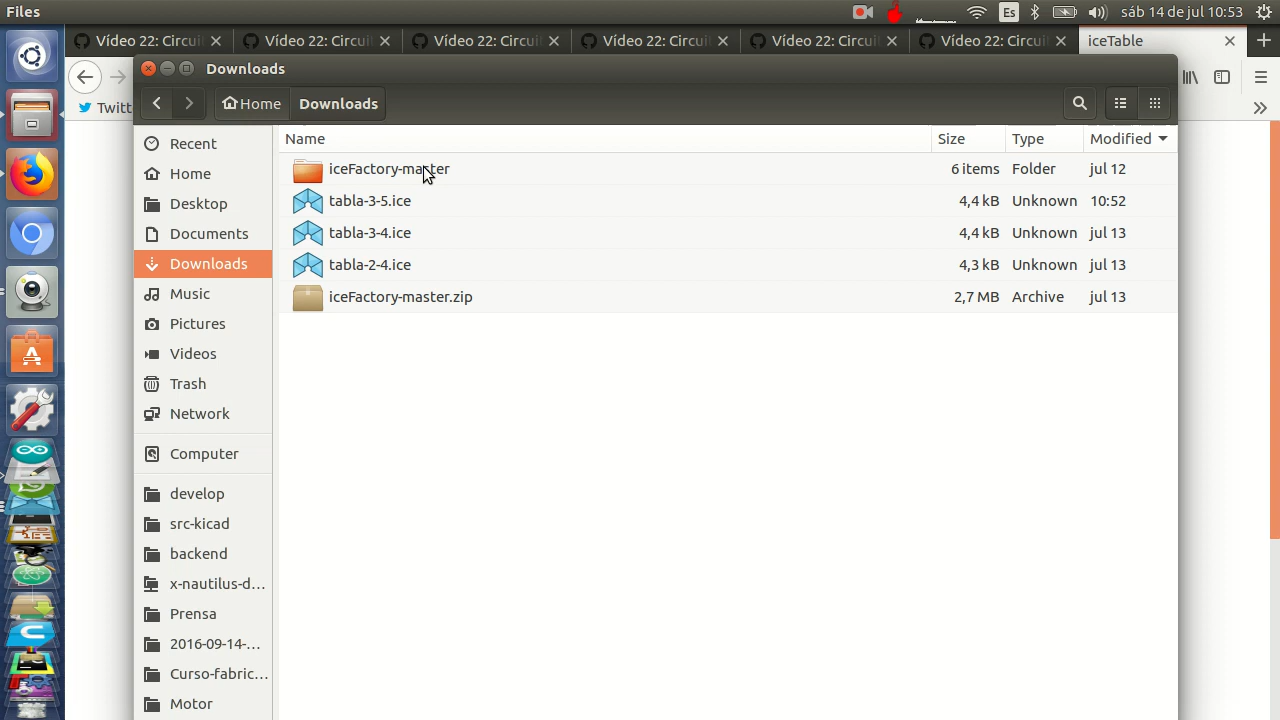 Files
Es
sáb 14 de jul 10:53
Vídeo 22: Circui
Vídeo 22: Circui
Vídeo 22: Circui
Vídeo 22: Circui
Vídeo 22: Circui
Vídeo 22: Circui
iceTable
Downloads
Home
Downloads
Twitt
Name
Size
Type
Modified
iceFactory-master
6 items
Folder
jul 12
tabla-3-5.ice
4,4 kB
Unknown
10:52
tabla-3-4.ice
4,4 kB
Unknown
jul 13
tabla-2-4.ice
4,3 kB
Unknown
jul 13
iceFactory-master.zip
2,7 MB
Archive
jul 13
Recent
Home
Desktop
Documents
Downloads
Music
Pictures
Videos
Trash
Network
Computer
develop
src-kicad
backend
x-nautilus-d...
Prensa
2016-09-14-...
Curso-fabric...
Motor